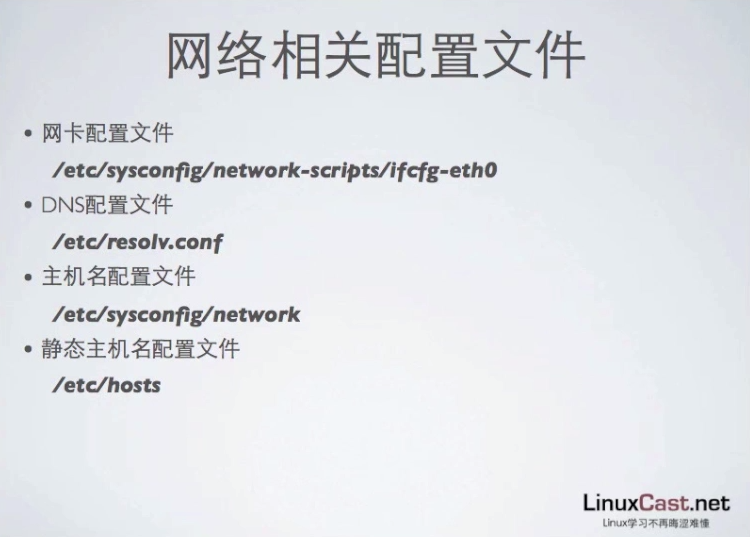 网络相关配置文件
• 网卡配置文件
/etc/sysconfig/network-scripts/ifcfg-eth0
• DNS配置文件
/etc/resolv.conf
• 主机名配置文件
/etc/sysconfig/network
• 静态主机名配置文件
/etc/hosts
LinuxCast.net
Linux学习不再晦涩难懂